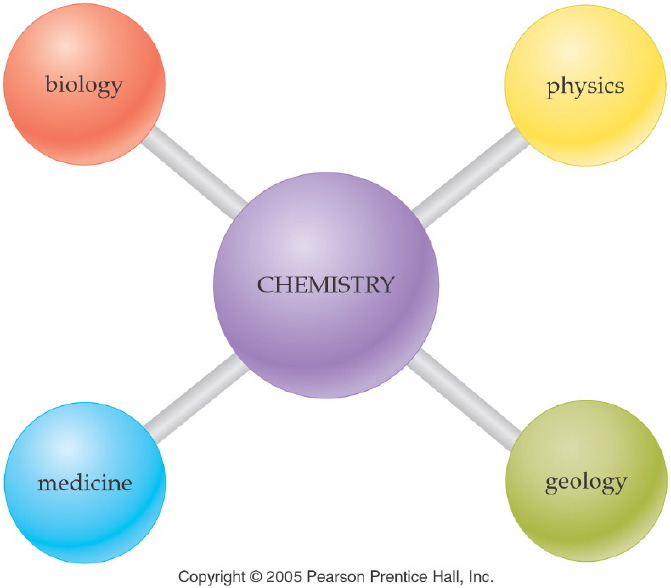 biology
physics
CHEMISTRY
medicine
geology
Copyright © 2005 Pearson Prentice Hall, Inc.